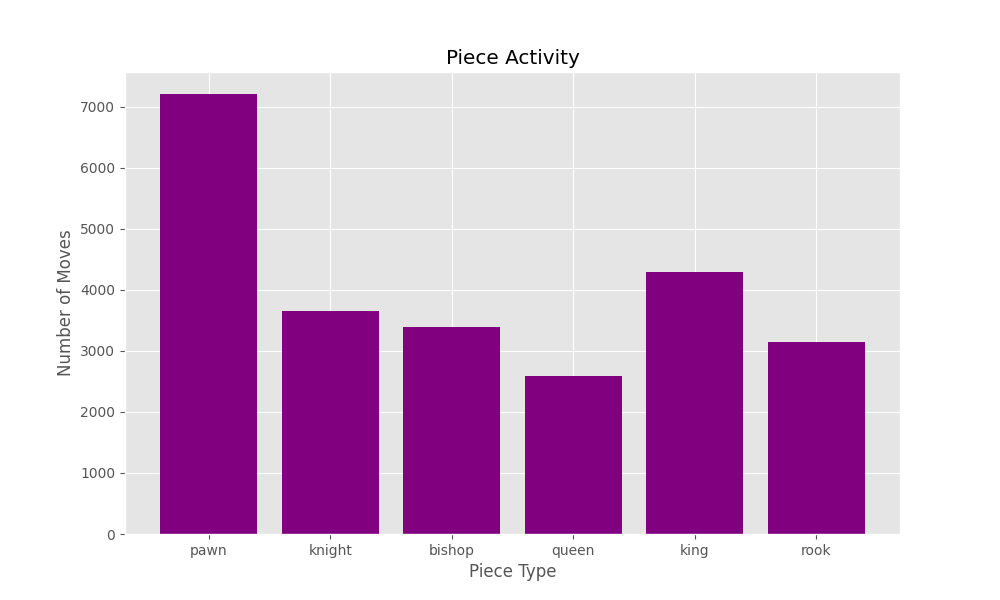 Piece Activity
Number of Moves
7000
6000
5000
4000
3000
2000
1000
0
pawn knight bishop queen king rook
Piece Type